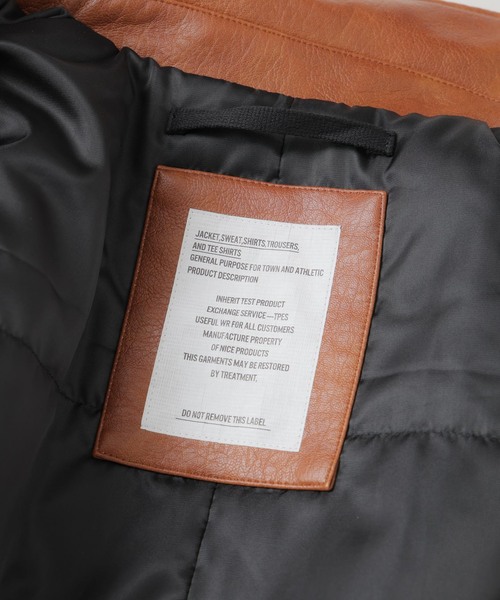 JACKET,SWEAT,SHIRTS,TROUSERS,
AND TEE SHIRTS
GENERAL PURPOSE FOR TOWN AND ATHLETIC
PRODUCT DESCRIPTION
INHERIT TEST PRODUCT
EXCHANGE SERVICE—TPES
USEFUL WR FOR ALL CUSTOMERS
MANUFACTURE PROPERTY
OF NICE PRODUCTS
THIS GARMENTS MAY BE RESTORED
BY TREATMENT.
DO NOT REMOVE THIS LABEL